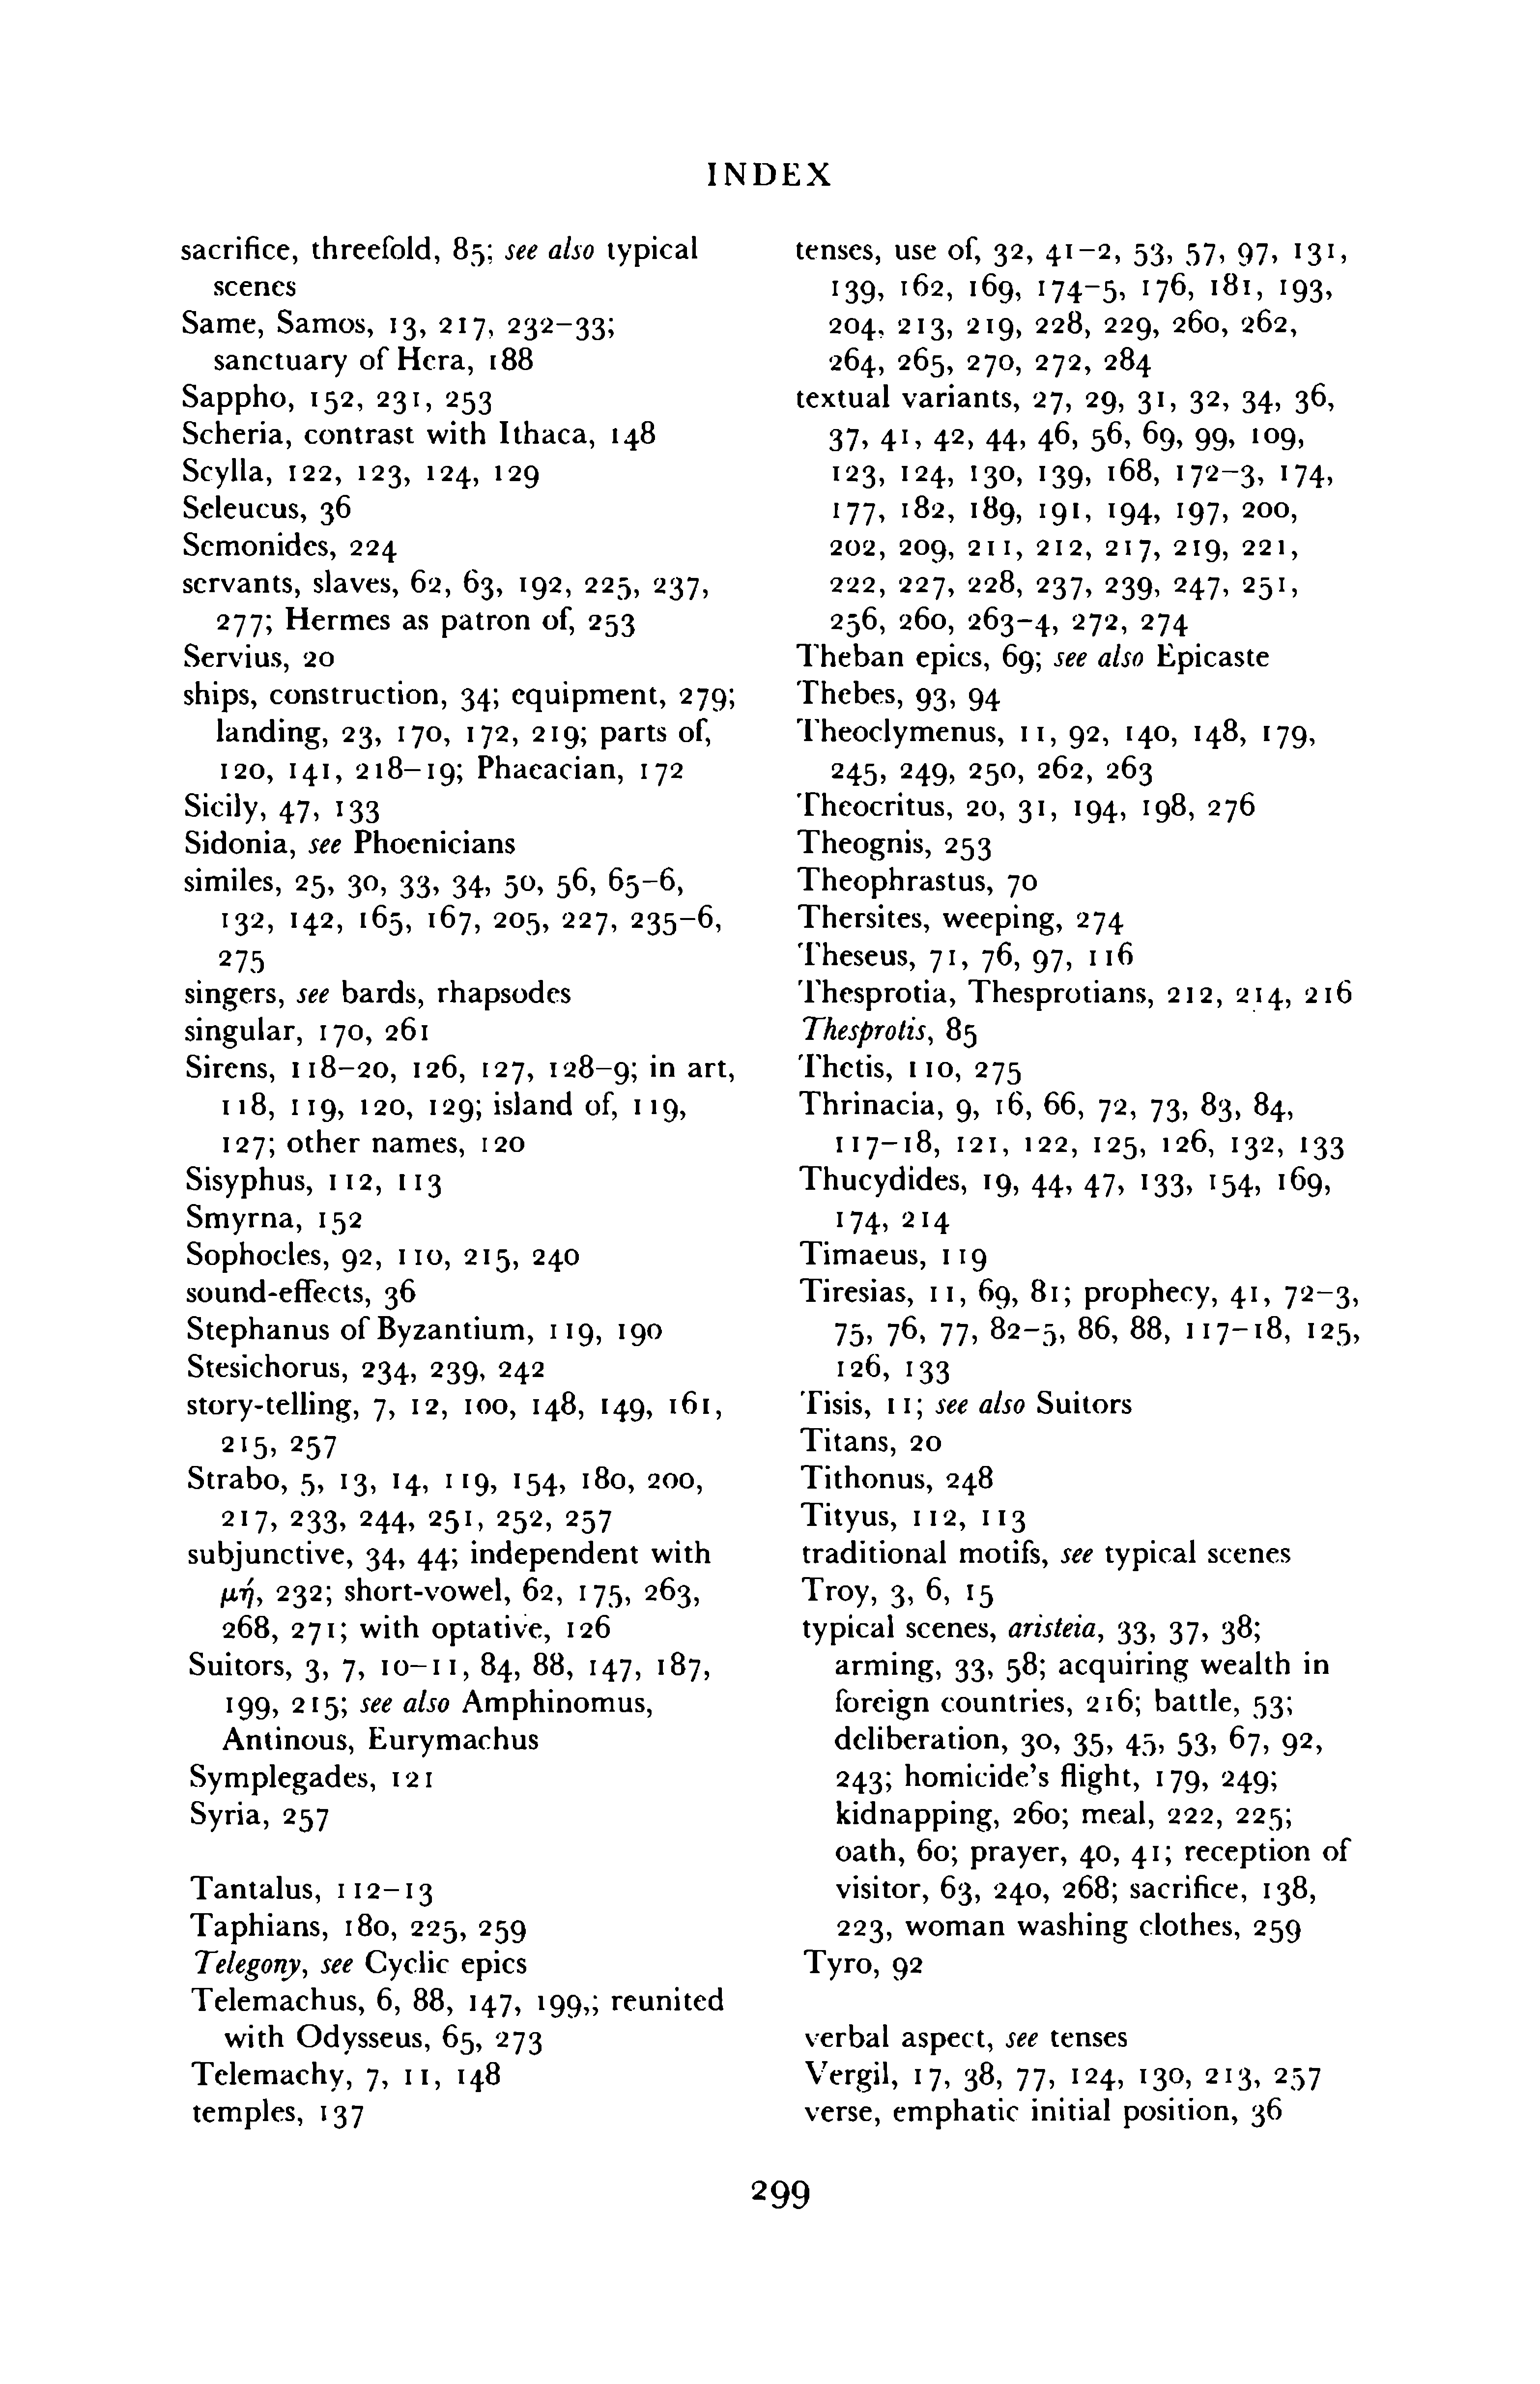 INDEX
sacrifice, threefold, 85; see also typical
scenes
Same, Samos, 13, 217, 232–33;
sanctuary of Hera, 188
Sappho, 152, 231, 253
Scheria, contrast with Ithaca, 148
Scylla, 122, 123, 124, 129
Seleucus, 36
Semonides, 224
servants, slaves, 62, 63, 192, 225, 237,
277; Hermes as patron of, 253
Servius, 20
ships, construction, 34; equipment, 279;
landing, 23, 170, 172, 219; parts of,
120, 141, 218–19; Phaeacian, 172
Sicily, 47, 133
Sidonia, see Phoenicians
similes, 25, 30, 33, 34, 50, 56, 65–6,
132, 142, 165, 167, 205, 227, 235–6,
275
singers, see bards, rhapsodes
singular, 170, 261
Sirens, 118–20, 126, 127, 128–9; in art,
118, 119, 120, 129; island of, 119,
127; other names, 120
Sisyphus, 112, 113
Smyrna, 152
Sophocles, 92, 110, 215, 240
sound-effects, 36
Stephanus of Byzantium, 119, 190
Stesichorus, 234, 239, 242
story-telling, 7, 12, 100, 148, 149, 161,
215, 257
Strabo, 5, 13, 14, 119, 154, 180, 200,
217, 233, 244, 251, 252, 257
subjunctive, 34, 44; independent with
μή, 232; short-vowel, 62, 175, 263,
268, 271; with optative, 126
Suitors, 3, 7, 10–11, 84, 88, 147, 187,
199, 215; see also Amphinomus,
Antinous, Eurymachus
Symplegades, 121
Syria, 257
Tantalus, 112–13
Taphians, 180, 225, 259
Telegony, see Cyclic epics
Telemachus, 6, 88, 147, 199,; reunited
with Odysseus, 65, 273
Telemachy, 7, 11, 148
temples, 137
tenses, use of, 32, 41–2, 53, 57, 97, 131,
139, 162, 169, 174–5, 176, 181, 193,
204, 213, 219, 228, 229, 260, 262,
264, 265, 270, 272, 284
textual variants, 27, 29, 31, 32, 34, 36,
37, 41, 42, 44, 46, 56, 69, 99, 109,
123, 124, 130, 139, 168, 172–3, 174,
177, 182, 189, 191, 194, 197, 200,
202, 209, 211, 212, 217, 219, 221,
222, 227, 228, 237, 239, 247, 251,
256, 260, 263–4, 272, 274
Theban epics, 69; see also Epicaste
Thebes, 93, 94
Theoclymenus, 11, 92, 140, 148, 179,
245, 249, 250, 262, 263
Theocritus, 20, 31, 194, 198, 276
Theognis, 253
Theophrastus, 70
Thersites, weeping, 274
Theseus, 71, 76, 97, 116
Thesprotia, Thesprotians, 212, 214, 216
Thesprotis, 85
Thetis, 110, 275
Thrinacia, 9, 16, 66, 72, 73, 83, 84,
117–18, 121, 122, 125, 126, 132, 133
Thucydides, 19, 44, 47, 133, 154, 169,
174, 214
Timaeus, 119
Tiresias, 11, 69, 81; prophecy, 41, 72–3,
75, 76, 77, 82–5, 86, 88, 117–18, 125,
126, 133
Tisis, 11; see also Suitors
Titans, 20
Tithonus, 248
Tityus, 112, 113
traditional motifs, see typical scenes
Troy, 3, 6, 15
typical scenes, aristeia, 33, 37, 38;
arming, 33, 58; acquiring wealth in
foreign countries, 216; battle, 53;
deliberation, 30, 35, 45, 53, 67, 92,
243; homicide's flight, 179, 249;
kidnapping, 260; meal, 222, 225;
oath, 60; prayer, 40, 41; reception of
visitor, 63, 240, 268; sacrifice, 138,
223, woman washing clothes, 259
Tyro, 92
verbal aspect, see tenses
Vergil, 17, 38, 77, 124, 130, 213, 257
verse, emphatic initial position, 36
299